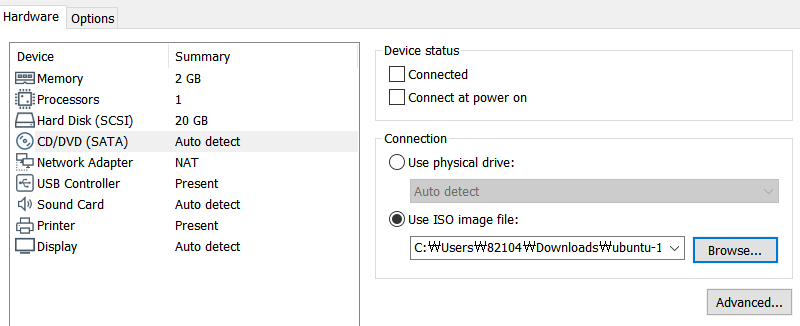 Hardware Options
Device Summary
Memory 2 GB
Processors 1
Hard Disk (SCSI) 20 GB
CD/DVD (SATA) Auto detect
Network Adapter NAT
USB Controller Present
Sound Card Auto detect
Printer Present
Display Auto detect
Device status
Connected
Connect at power on
Connection
Use physical drive:
Auto detect
Use ISO image file:
C:₩Users₩82104₩Downloads₩ubuntu-1
Browse...
Advanced...